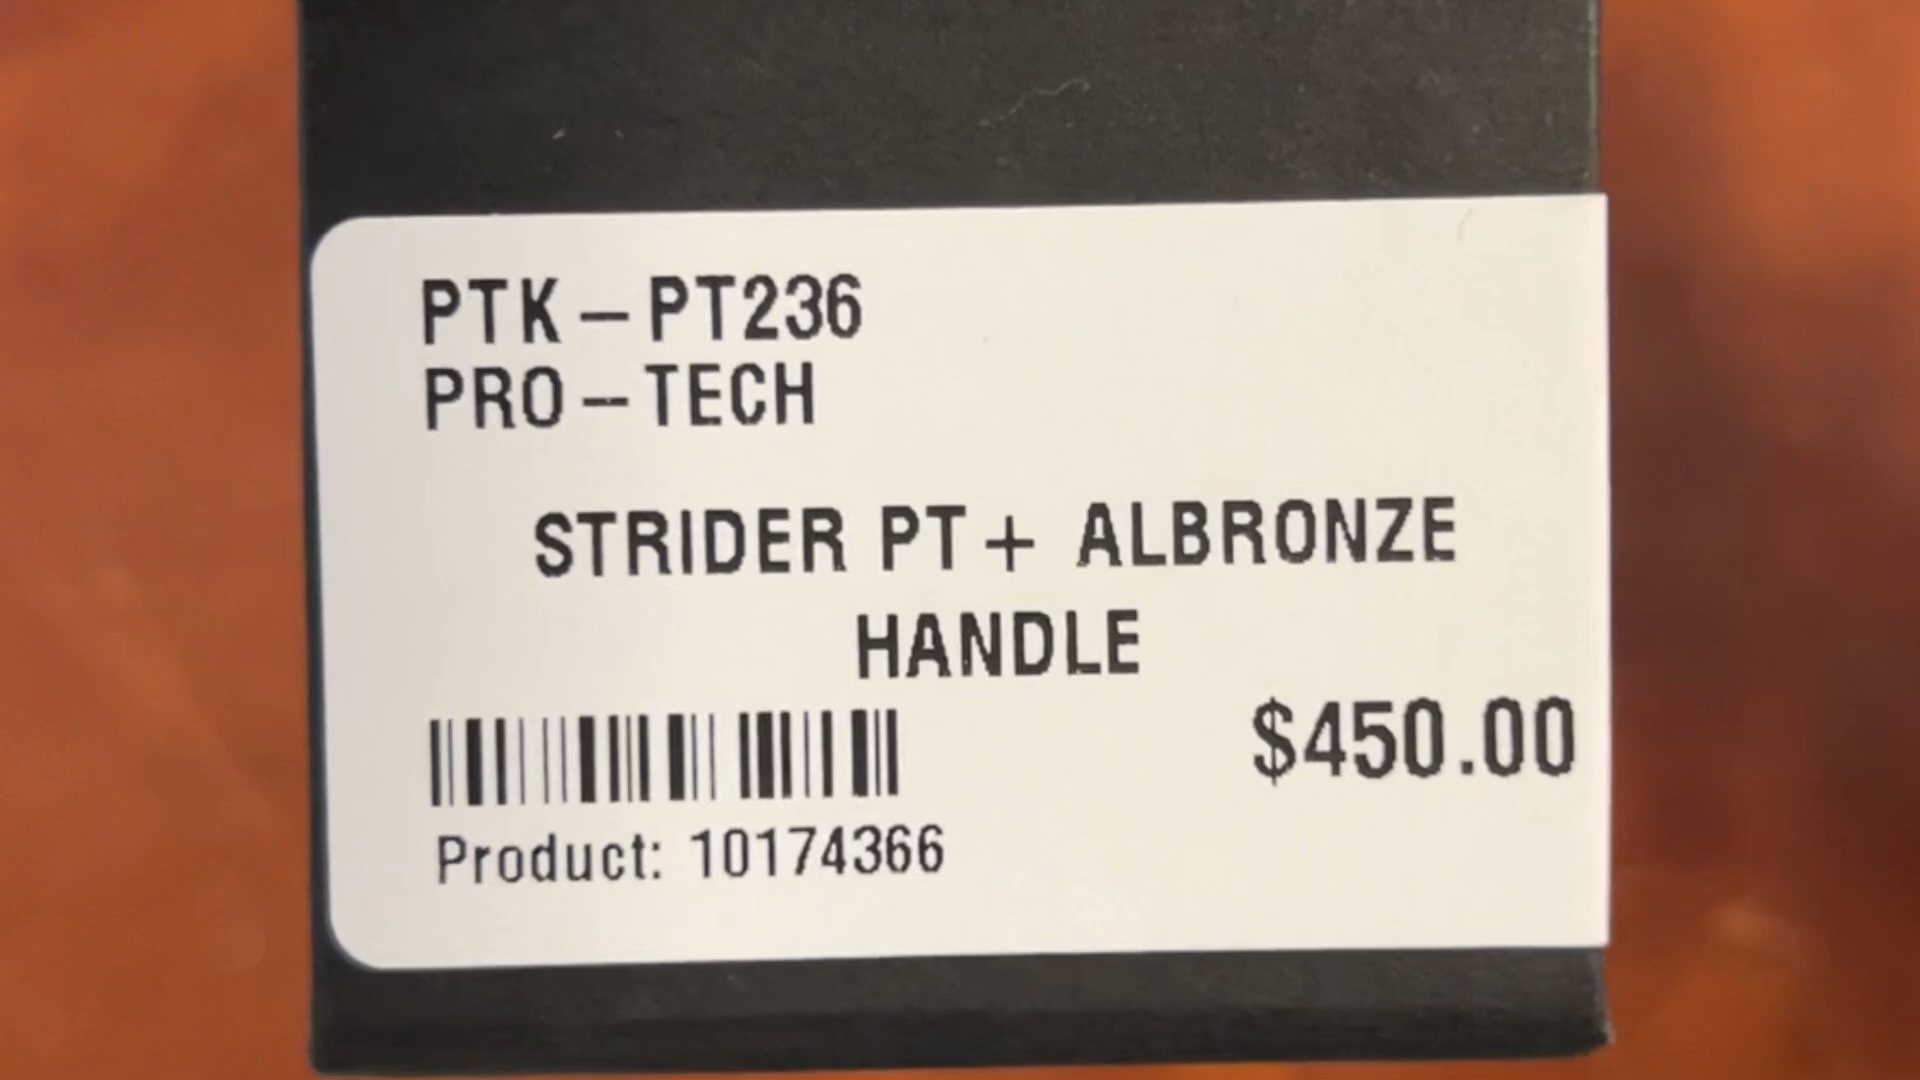 PTK-PT236
PRO-TECH
STRIDER PT+ ALBRONZE
HANDLE
$450.00
Product: 10174366